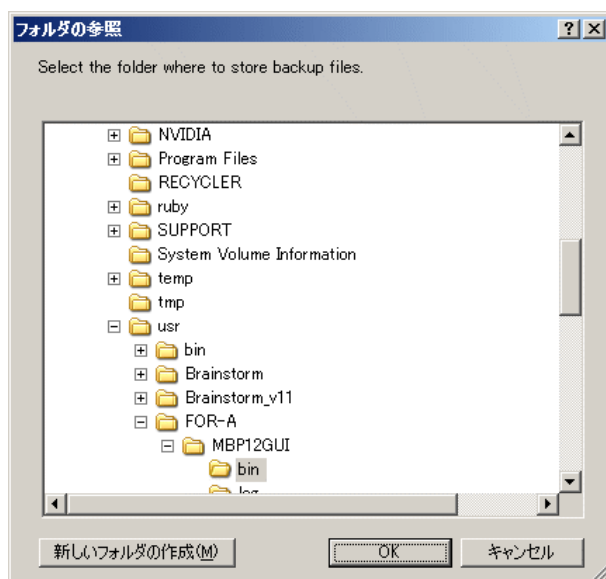 フォルダの参照
Select the folder where to store backup files.
NVIDIA
Program Files
RECYCLER
ruby
SUPPORT
System Volume Information
temp
tmp
usr
bin
Brainstorm
Brainstorm_v11
FOR-A
MBP12GUI
bin
log
新しいフォルダの作成(M)
OK
キャンセル